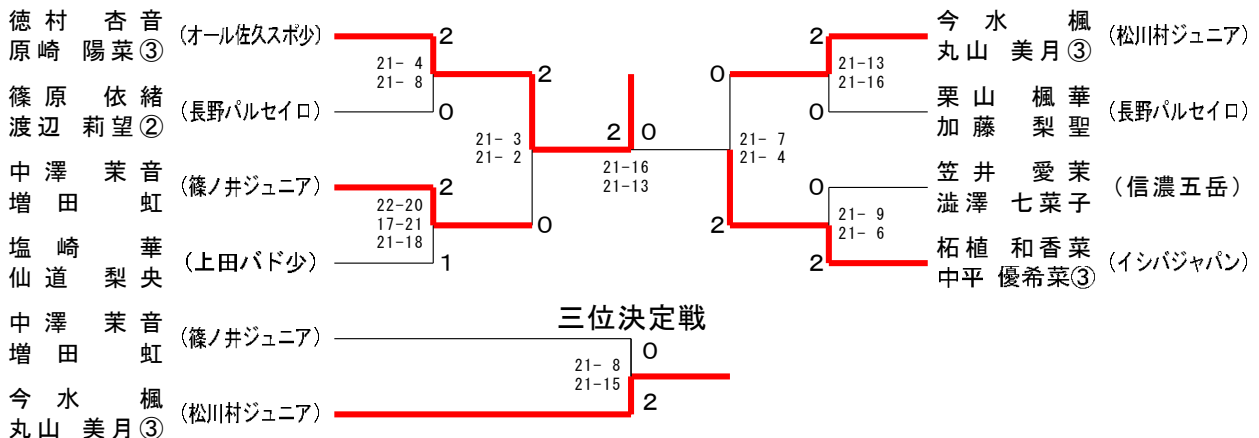 徳村 杏音
原崎 陽菜③
(オール佐久スポ少)
2
21- 4
21- 8
篠原 依緒
渡辺 莉望②
(長野パルセイロ)
0
2
21- 3
21- 2
中澤 茉音
増田 虹
(篠ノ井ジュニア)
2
22-20
17-21
21-18
0
塩崎 華
仙道 梨央
(上田バド少)
1
2 0
21-16
21-13
今水 楓
丸山 美月③
(松川村ジュニア)
2
21-13
21-16
0
栗山 楓華
加藤 梨聖
(長野パルセイロ)
0
21- 7
21- 4
笠井 愛茉
澁澤 七菜子
(信濃五岳)
0
21- 9
21- 6
2
柘植 和香菜
中平 優希菜③
(イシバジャパン)
2
三位決定戦
中澤 茉音
増田 虹
(篠ノ井ジュニア)
0
21- 8
21-15
今水 楓
丸山 美月③
(松川村ジュニア)
2